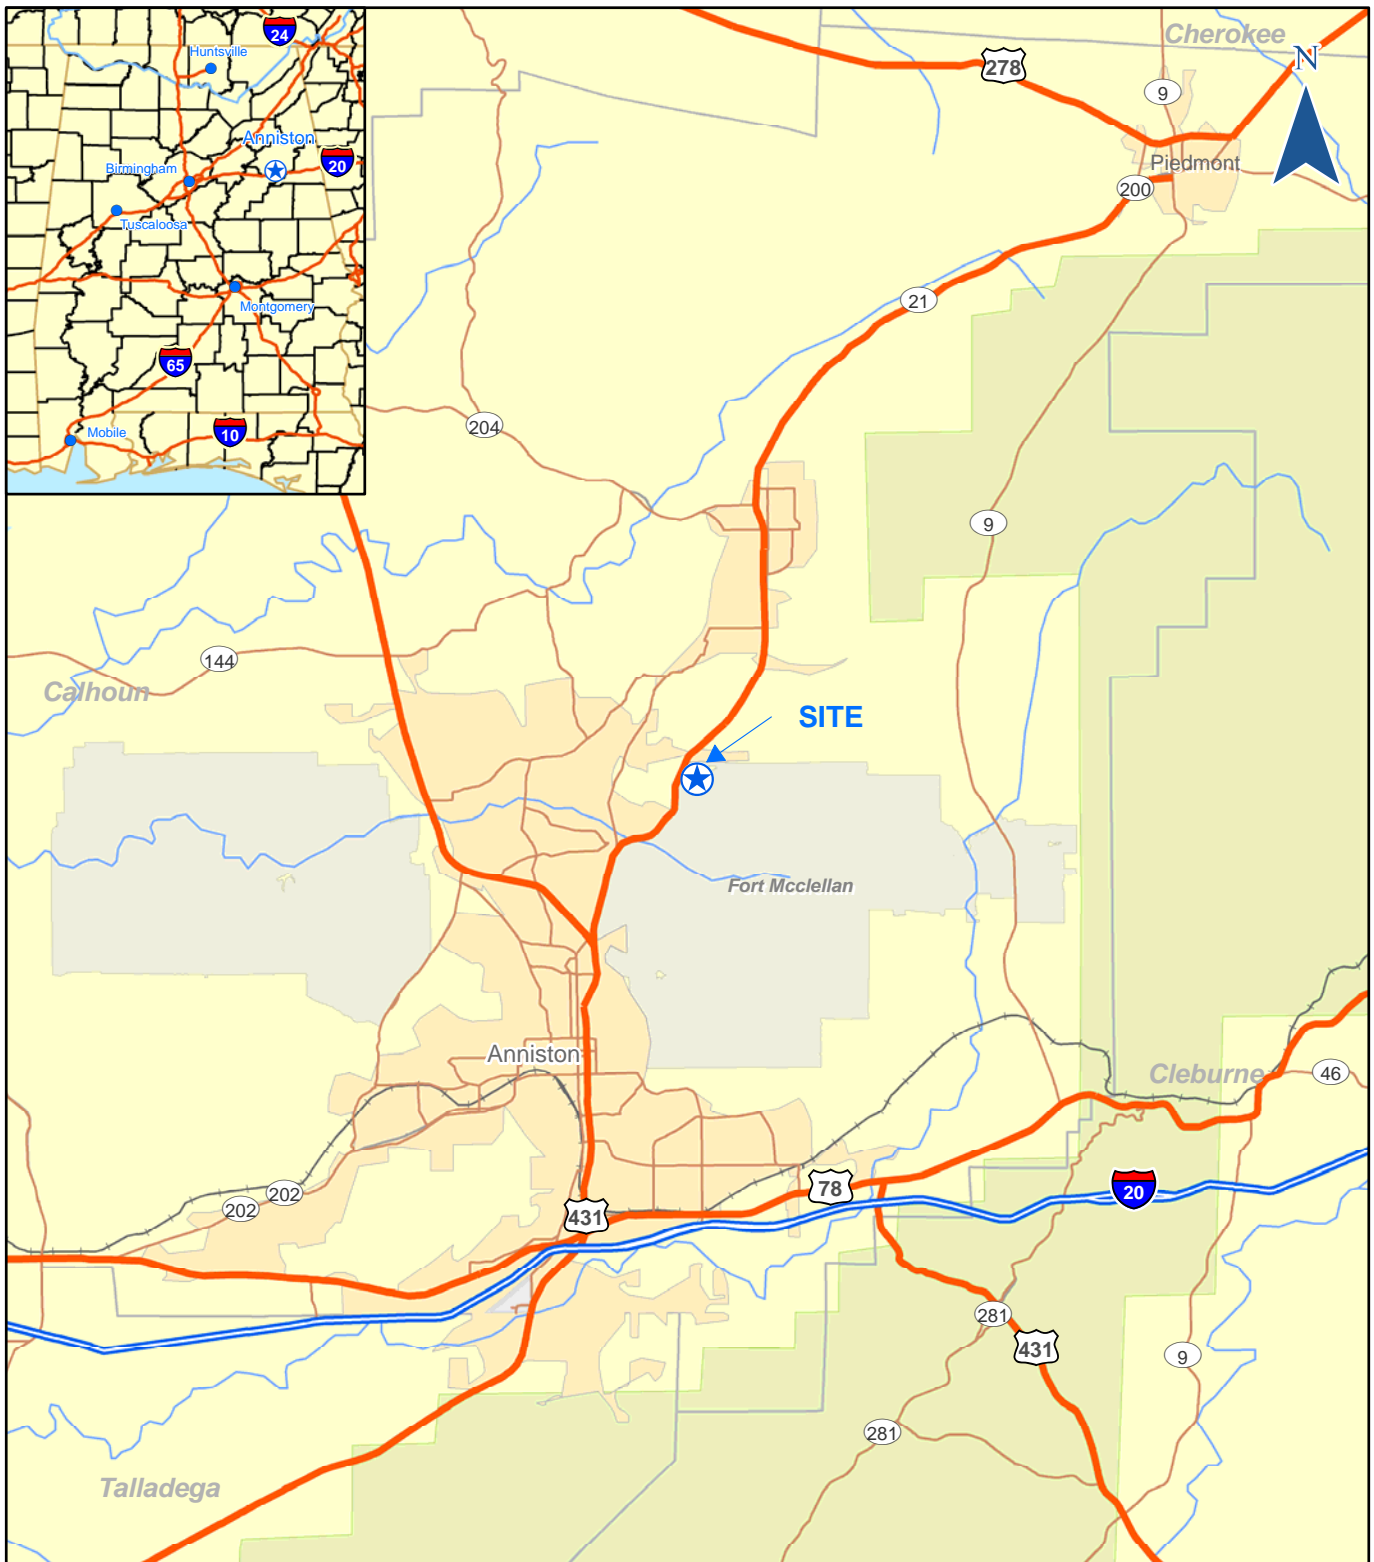 24
Huntsville
Anniston
20
Birmingham
Tuscaloosa
Montgomery
65
Mobile
10
Cherokee
N
278
9
Piedmont
200
21
204
9
144
Calhoun
SITE
Fort Mcclellan
Anniston
Cleburne
46
202
202
78
20
431
281
431
9
281
Talladega